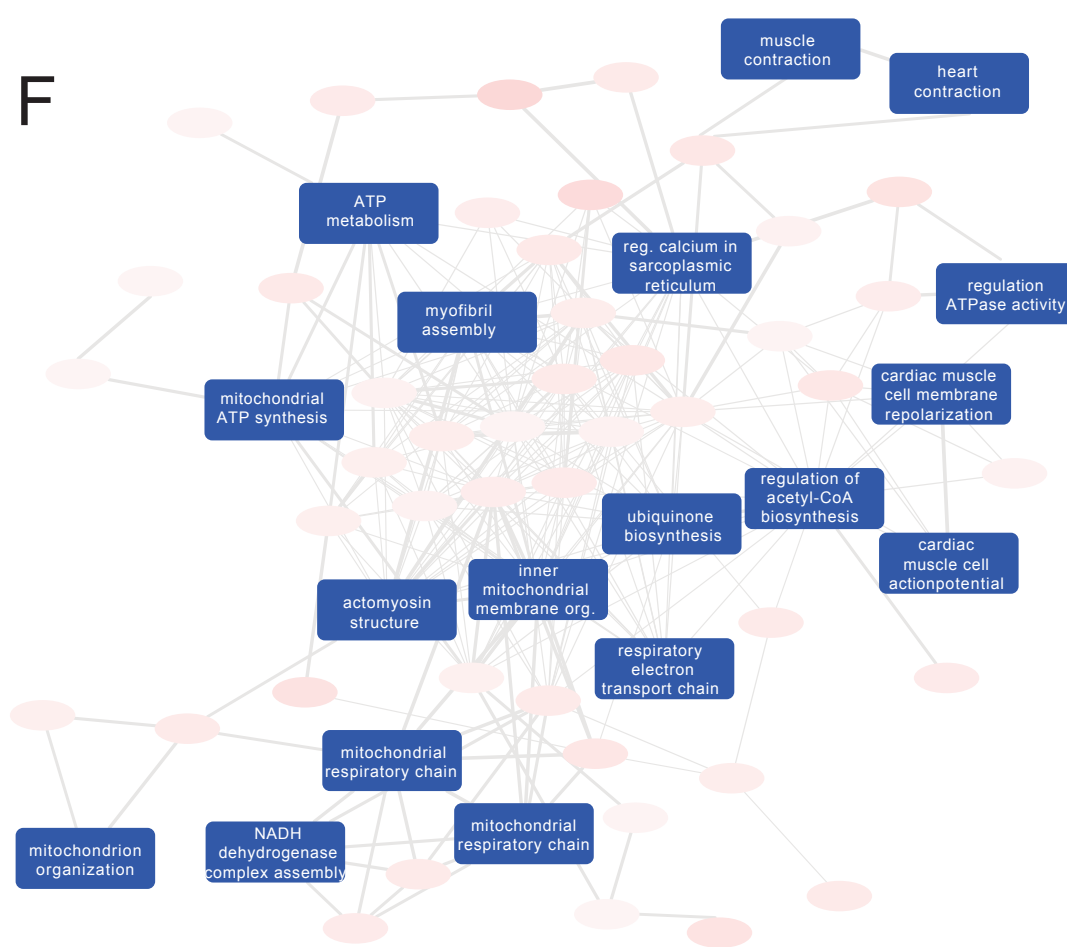 F
muscle
contraction
heart
contraction
ATP
metabolism
reg. calcium in
sarcoplasmic
reticulum
regulation
ATPase activity
myofibril
assembly
mitochondrial
ATP synthesis
cardiac muscle
cell membrane
repolarization
regulation of
acetyl-CoA
biosynthesis
ubiquinone
biosynthesis
cardiac
muscle cell
actionpotential
inner
mitochondrial
membrane org.
actomyosin
structure
respiratory
electron
transport chain
mitochondrial
respiratory chain
mitochondrial
respiratory chain
NADH
dehydrogenase
complex assembly
mitochondrion
organization